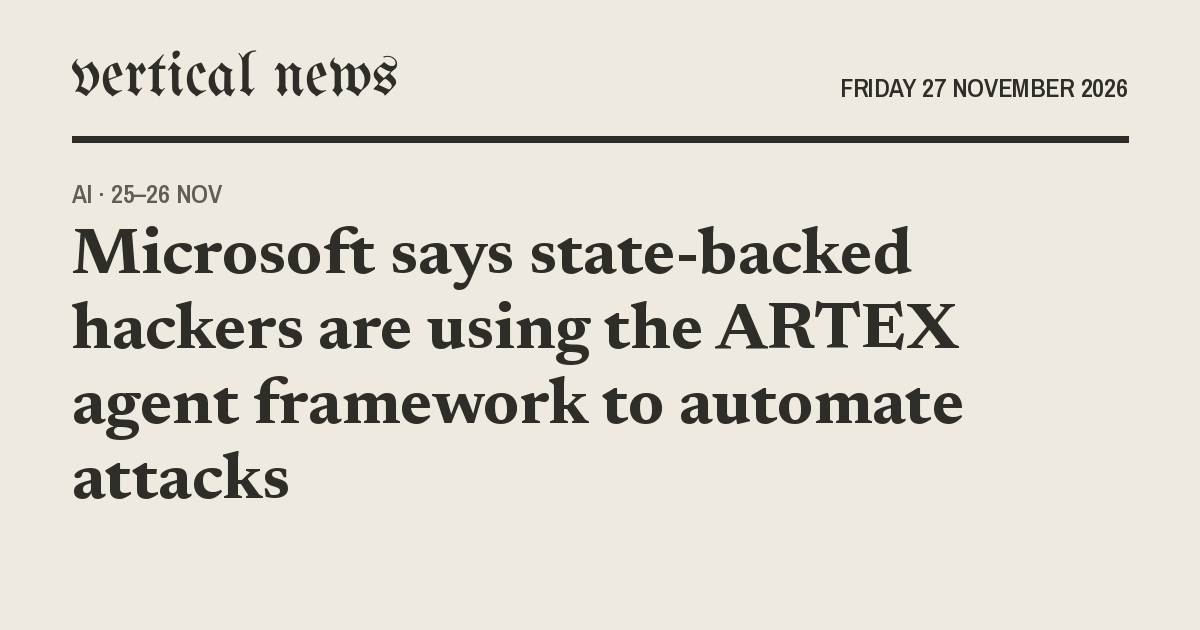 vertical news
FRIDAY 27 NOVEMBER 2026
AI · 25–26 NOV
Microsoft says state-backed
hackers are using the ARTEX
agent framework to automate
attacks